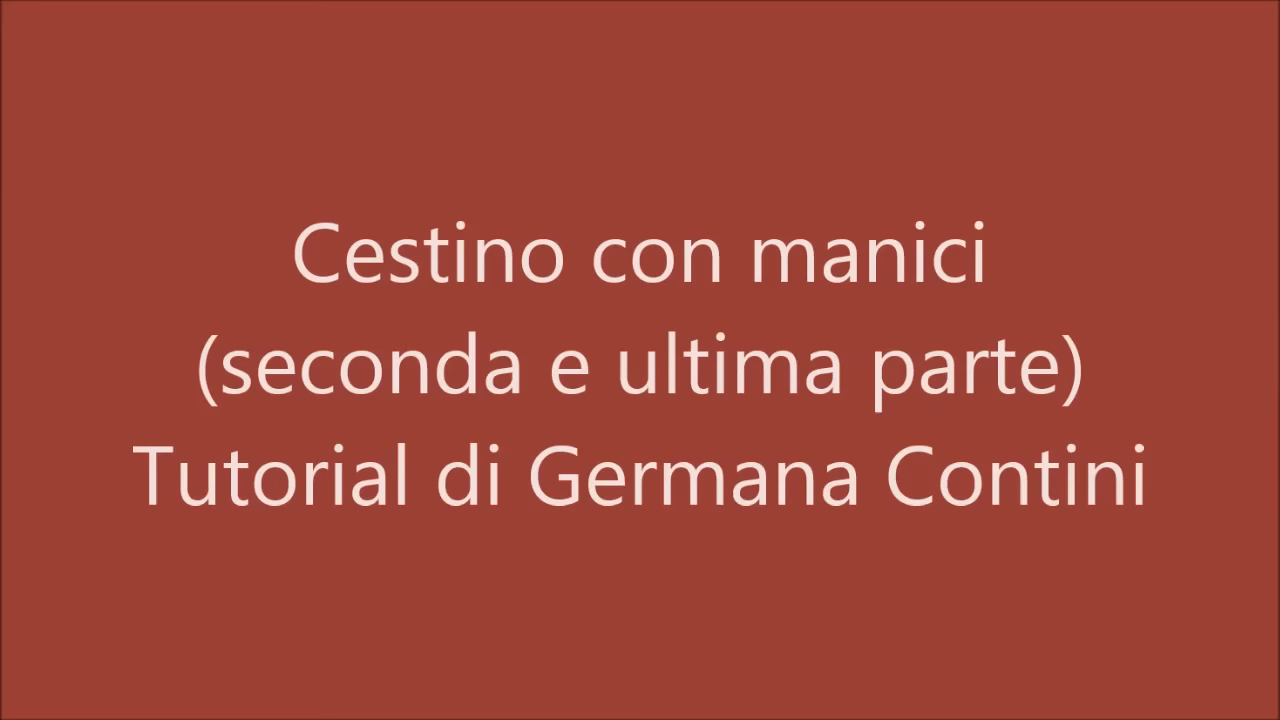 Cestino con manici
(seconda e ultima parte)
Tutorial di Germana Contini